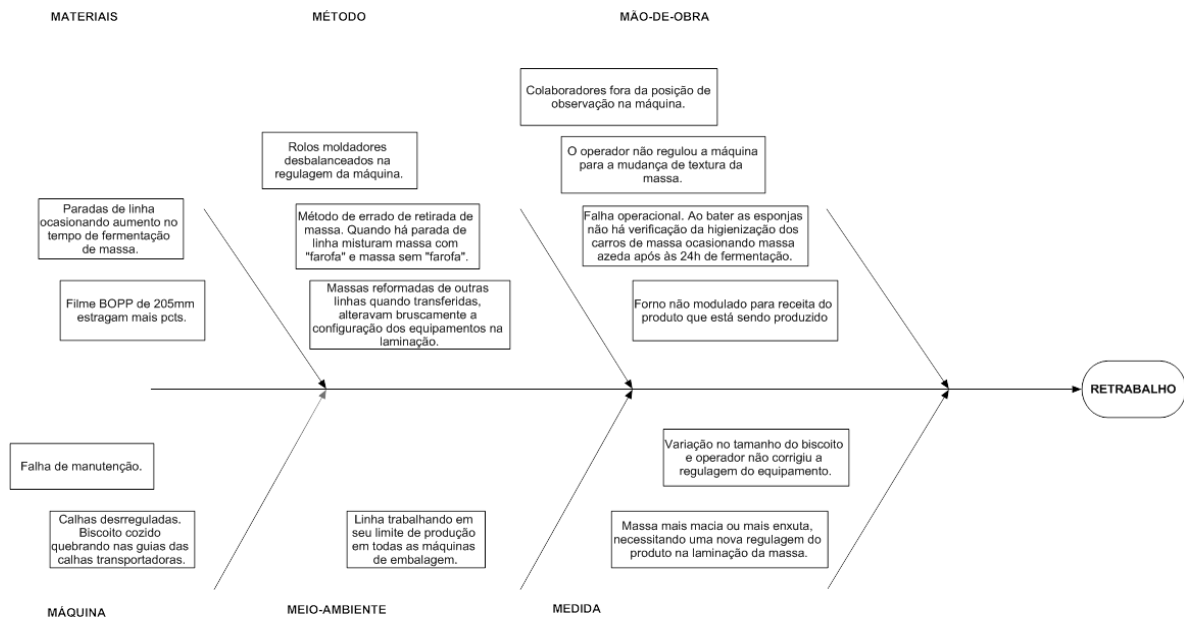 MATERIAIS
MÉTODO
MÃO-DE-OBRA
Colaboradores fora da posição de
observação na máquina.
Rolos moldadores
desbalanceados na
regulagem da máquina.
O operador não regulou a máquina
para a mudança de textura da
massa.
Paradas de linha
ocasionando aumento no
tempo de fermentação
de massa.
Método de errado de retirada de
massa. Quando há parada de
linha misturam massa com
"farofa" e massa sem "farofa".
Falha operacional. Ao bater as esponjas
não há verificação da higienização dos
carros de massa ocasionando massa
azeda após às 24h de fermentação.
Filme BOPP de 205mm
estragam mais pcts.
Massas reformadas de outras
linhas quando transferidas,
alteravam bruscamente a
configuração dos equipamentos na
laminação.
Forno não modulado para receita do
produto que está sendo produzido
RETRABALHO
Falha de manutenção.
Variação no tamanho do biscoito
e operador não corrigiu a
regulagem do equipamento.
Calhas desrreguladas.
Biscoito cozido
quebrando nas guias das
calhas transportadoras.
Linha trabalhando em
seu limite de produção
em todas as máquinas
de embalagem.
Massa mais macia ou mais enxuta,
necessitando uma nova regulagem do
produto na laminação da massa.
MÁQUINA
MEIO-AMBIENTE
MEDIDA